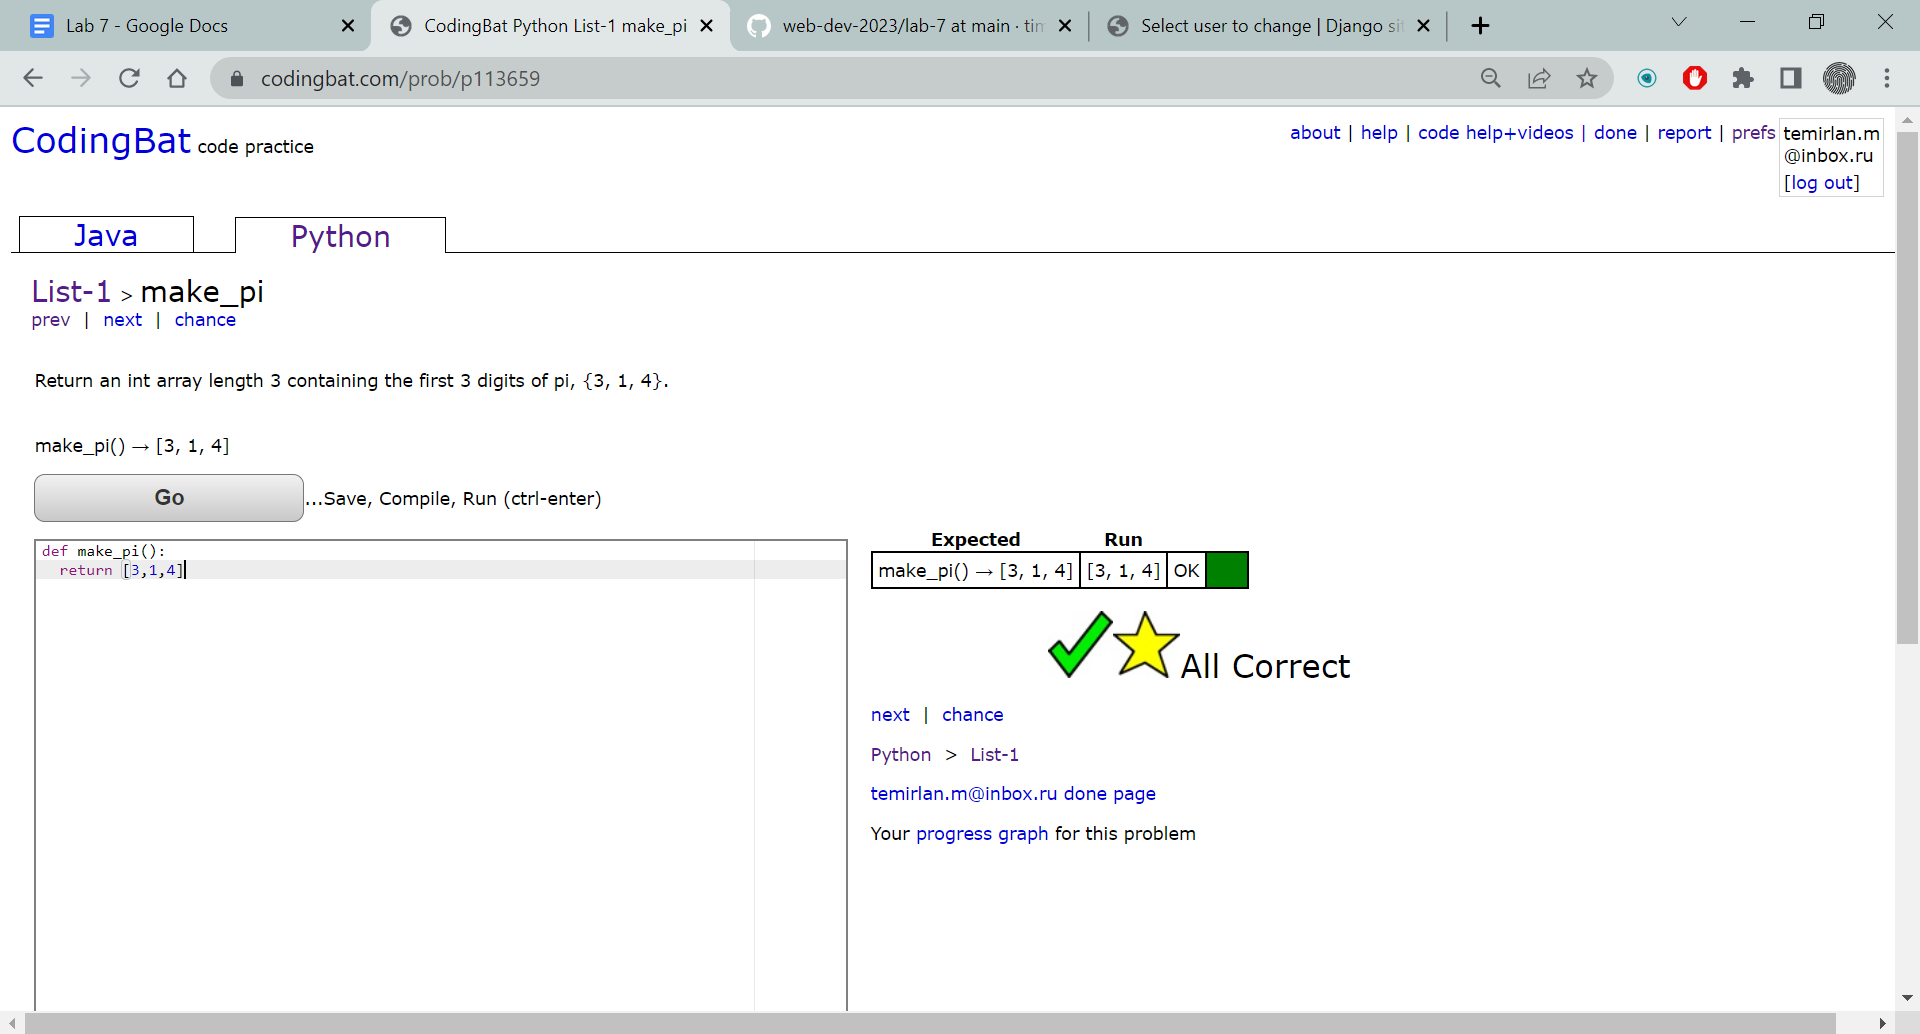 Lab 7 - Google Docs
CodingBat Python List-1 make_pi
web-dev-2023/lab-7 at main · tim
Select user to change | Django sit
codingbat.com/prob/p113659
CodingBat code practice
about | help | code help+videos | done | report | prefs
temirlan.m
@inbox.ru
[log out]
Java
Python
List-1 > make_pi
prev | next | chance
Return an int array length 3 containing the first 3 digits of pi, {3, 1, 4}.
make_pi() → [3, 1, 4]
Go ...Save, Compile, Run (ctrl-enter)
def make_pi():
  return [3,1,4]
Expected Run
make_pi() → [3, 1, 4] [3, 1, 4] OK
All Correct
next | chance
Python > List-1
temirlan.m@inbox.ru done page
Your progress graph for this problem